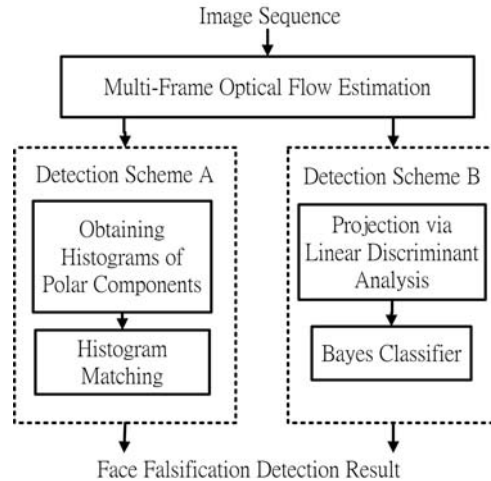 Image Sequence
Multi-Frame Optical Flow Estimation
Detection Scheme A
Obtaining
Histograms of
Polar Components
Histogram
Matching
Detection Scheme B
Projection via
Linear Discriminant
Analysis
Bayes Classifier
Face Falsification Detection Result